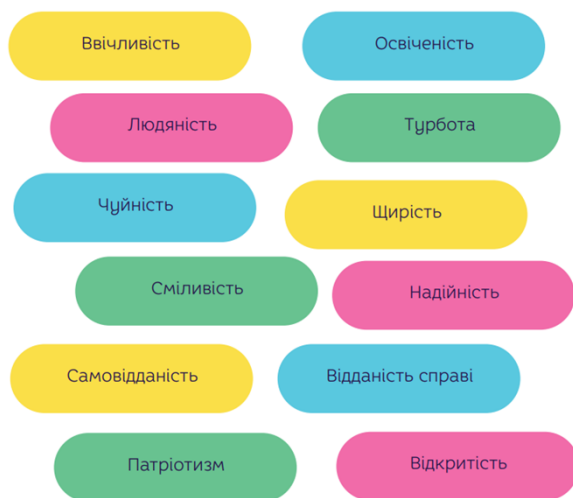 Ввічливість
Освіченість
Людяність
Турбота
Чуйність
Щирість
Сміливість
Надійність
Самовідданість
Відданість справі
Патріотизм
Відкритість